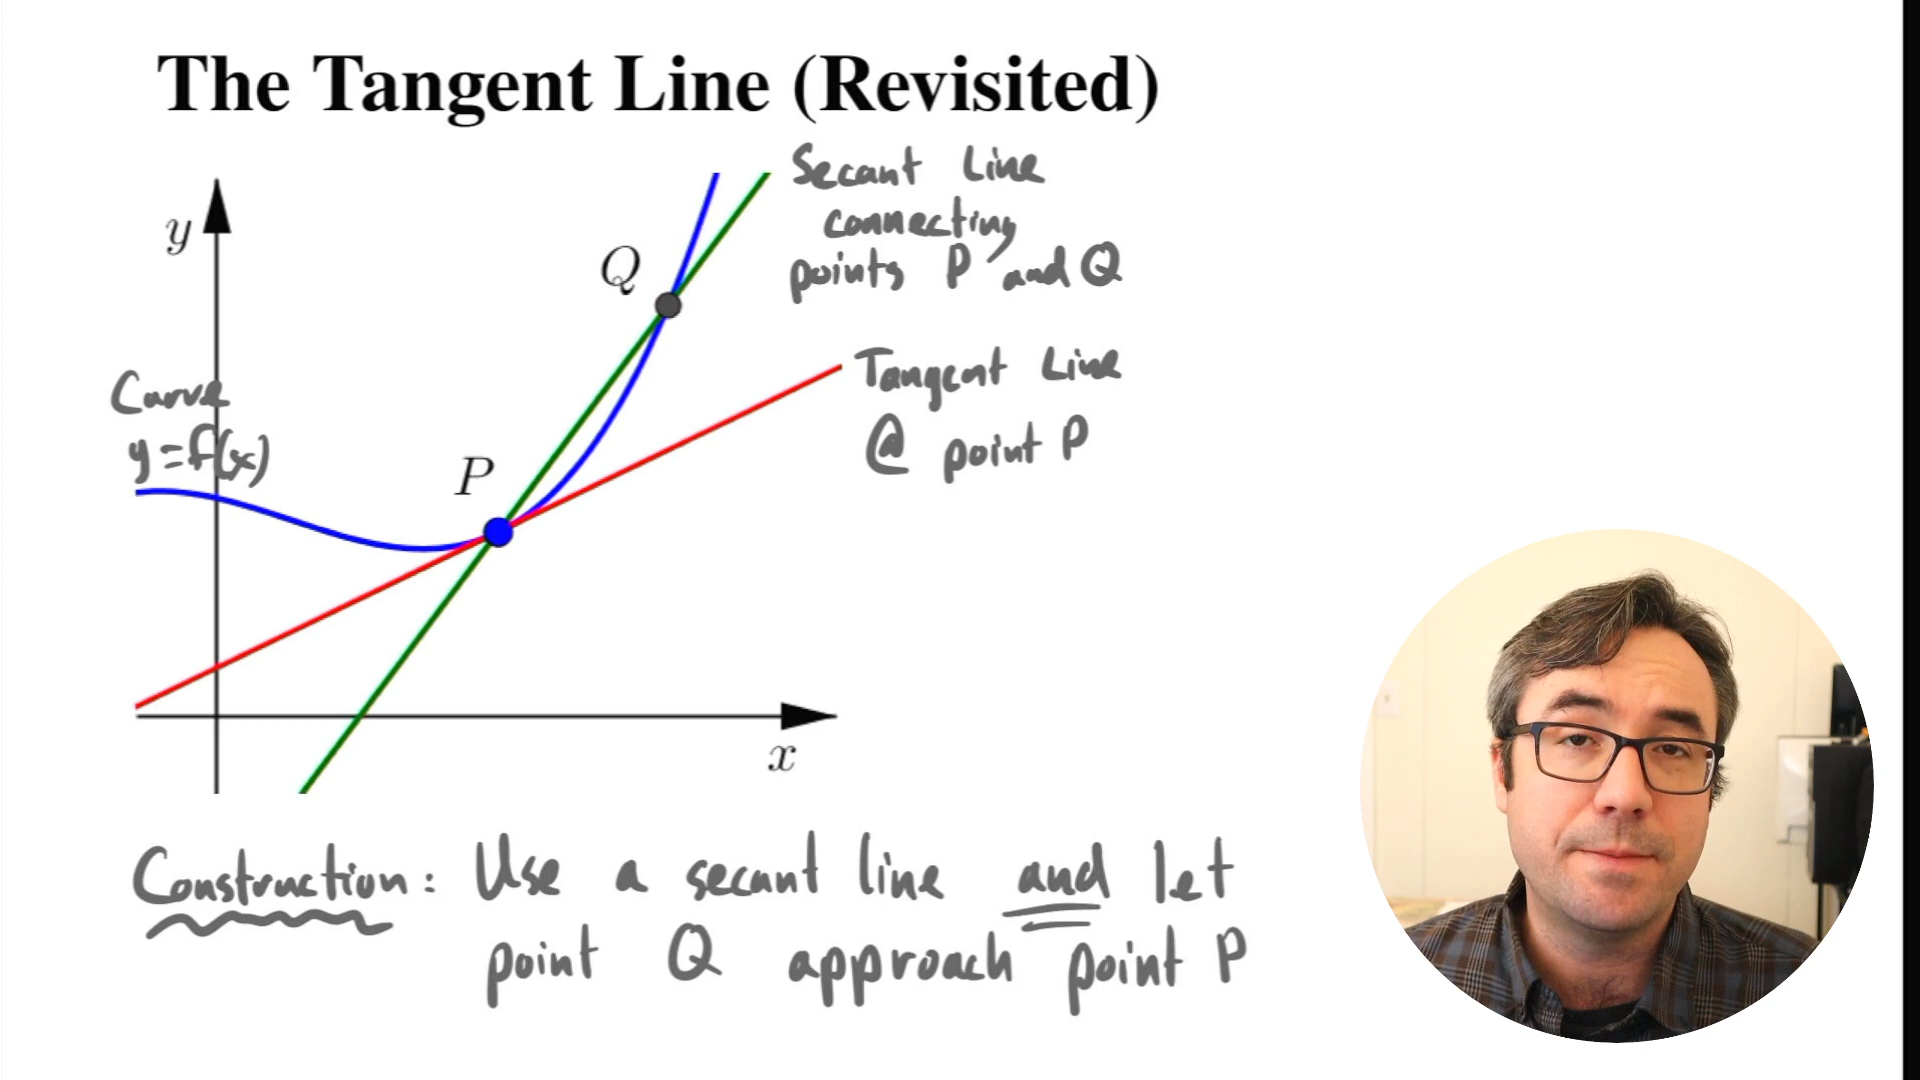 The Tangent Line (Revisited)
Secant Line
connecting
points P and Q
y
Q
Tangent Line
@ point P
Curve
y=f(x)
P
x
Construction: Use a secant line and let
point Q approach point P